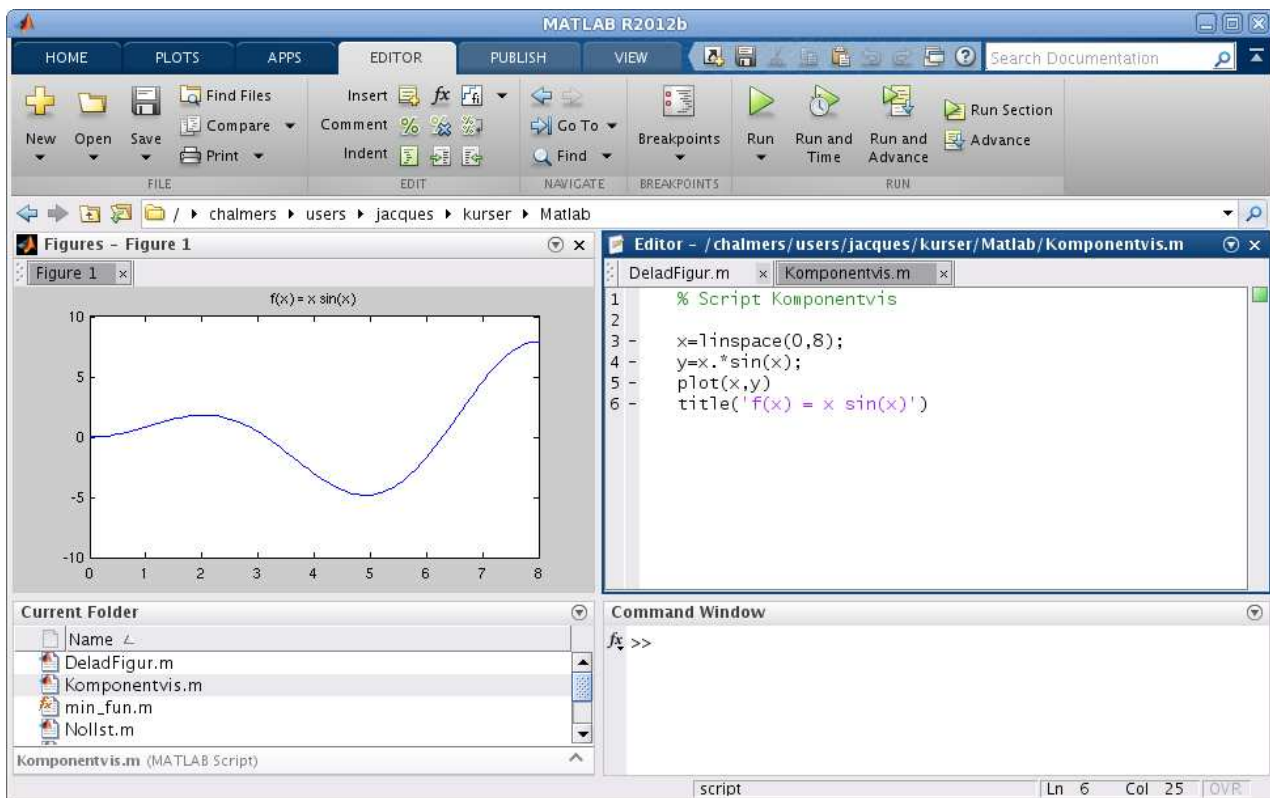 MATLAB R2012b
HOME PLOTS APPS EDITOR PUBLISH VIEW Search Documentation
New Open Save Find Files Compare Print
FILE
Insert fx
Comment %
Indent
EDIT
Go To
Find
NAVIGATE
Breakpoints
BREAKPOINTS
Run Run and Time Run and Advance Run Section Advance
RUN
/ chalmers users jacques kurser Matlab
Figures - Figure 1
Figure 1
f(x) = x sin(x)
10
5
0
-5
-10
0 1 2 3 4 5 6 7 8
Editor - /chalmers/users/jacques/kurser/Matlab/Komponentvis.m
DeladFigur.m Komponentvis.m
1 % Script Komponentvis
2
3 - x=linspace(0,8);
4 - y=x.*sin(x);
5 - plot(x,y)
6 - title('f(x) = x sin(x)')
Current Folder
Name
DeladFigur.m
Komponentvis.m
min_fun.m
Nollst.m
Komponentvis.m (MATLAB Script)
Command Window
fx >>
script Ln 6 Col 25 OVR